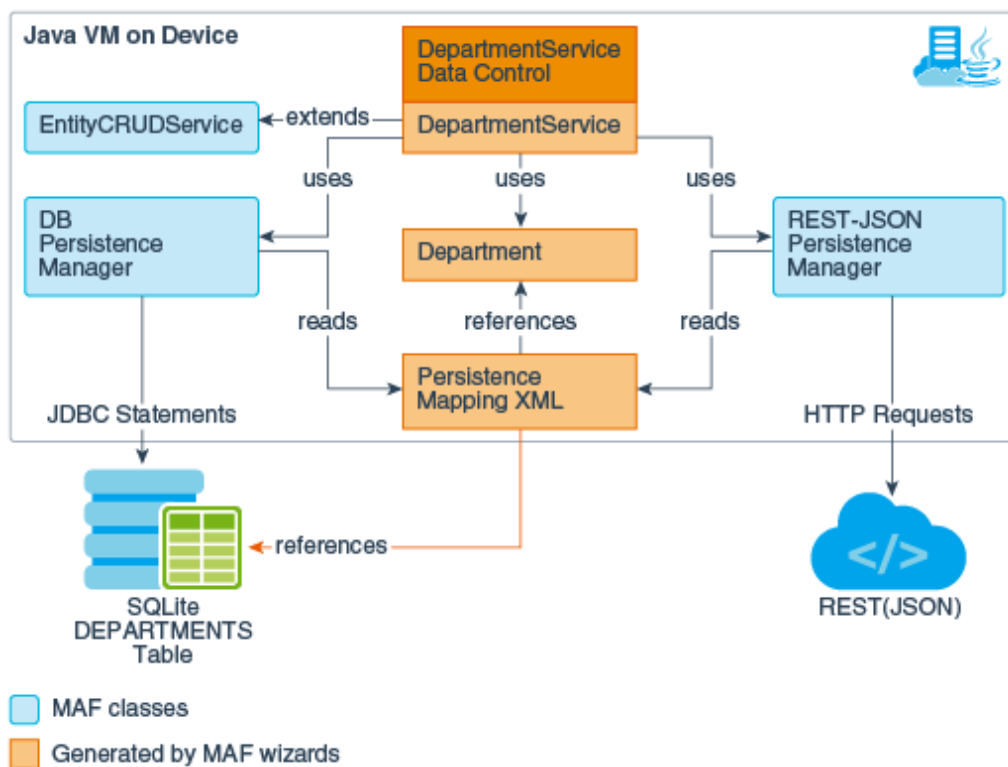 Java VM on Device
DepartmentService
Data Control
EntityCRUDService
extends
DepartmentService
uses
uses
uses
DB
Persistence
Manager
Department
REST-JSON
Persistence
Manager
reads
references
reads
Persistence
Mapping XML
JDBC Statements
HTTP Requests
references
</>
SQLite
DEPARTMENTS
Table
REST(JSON)
MAF classes
Generated by MAF wizards